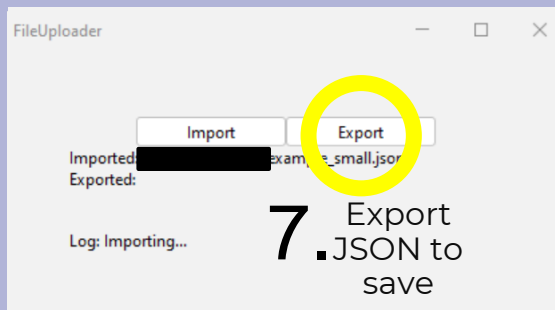 FileUploader
Import Export
Imported: example_small.json
Exported:
Log: Importing...
7. Export
JSON to
save